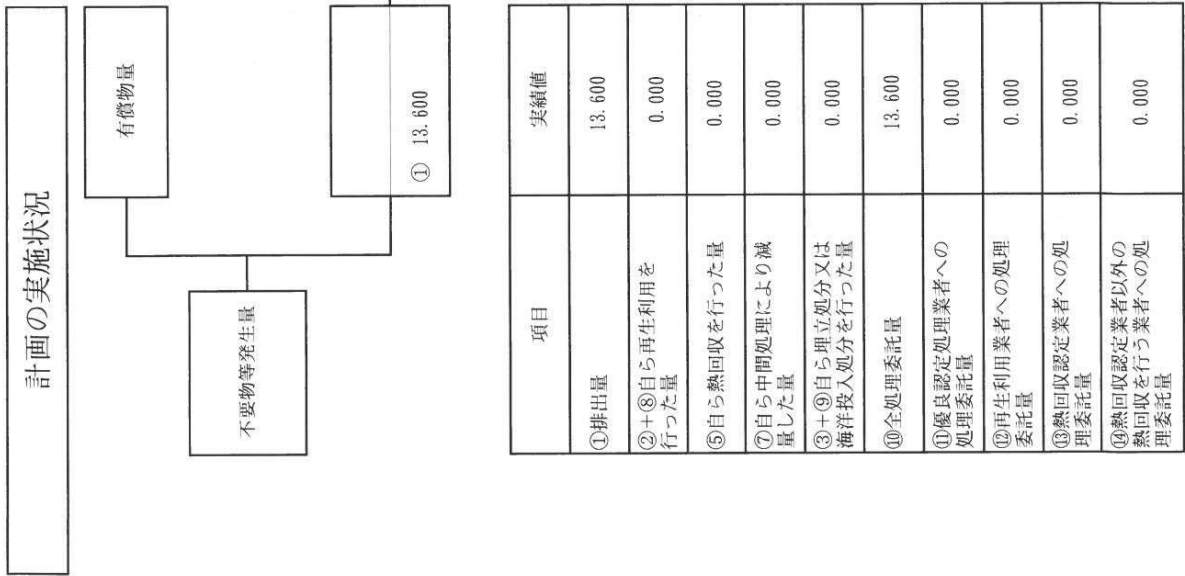 計画の実施状況
不要物等発生量
有償物量
① 13.600
項目
実績値
①排出量
13.600
②+⑧自ら再生利用を
行った量
0.000
⑤自ら熱回収を行った量
0.000
⑦自ら中間処理により減
量した量
0.000
③+⑨自ら埋立処分又は
海洋投入処分を行った量
0.000
⑩全処理委託量
13.600
⑪優良認定処理業者への
処理委託量
0.000
⑫再生利用業者への処理
委託量
0.000
⑬熱回収認定業者への処
理委託量
0.000
⑭熱回収認定業者以外の
熱回収を行う業者への処
理委託量
0.000